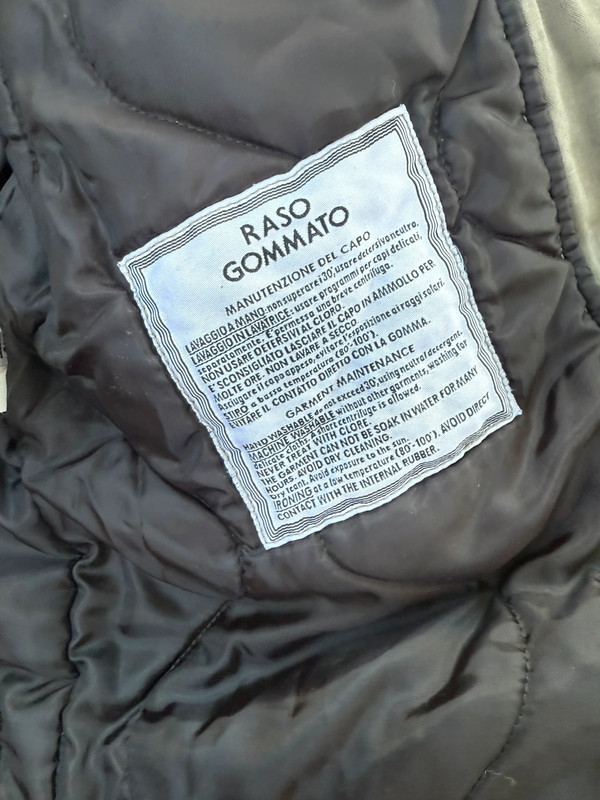 RASO
GOMMATO
MANUTENZIONE DEL CAPO
LAVAGGIO A MANO: non superare i 30°, usare detersivo neutro.
LAVAGGIO IN LAVATRICE: usare programmi per capi delicati,
separatamente. E' permessa una breve centrifuga.
NON USARE DETERSIVI AL CLORO.
E' SCONSIGLIATO LASCIARE IL CAPO IN AMMOLLO PER
MOLTE ORE. NON LAVARE A SECCO.
Asciugare il capo appeso, evitare l'esposizione ai raggi solari.
STIRO a bassa temperatura (80°-100°).
EVITARE IL CONTATTO DIRETTO CON LA GOMMA.
GARMENT MAINTENANCE
HAND WASHABLE do not exceed 30°, using neutral detergent.
MACHINE WASHABLE without other garments, washing for
short centrifuge is allowed.
NEVER TREAT WITH CLORE.
THE GARMENT CAN NOT BE SOAK IN WATER FOR MANY
HOURS. AVOID DRY CLEANING.
Dry leant. Avoid exposure to the sun.
IRONING at a low temperature (80°-100°). AVOID DIRECT
CONTACT WITH THE INTERNAL RUBBER.